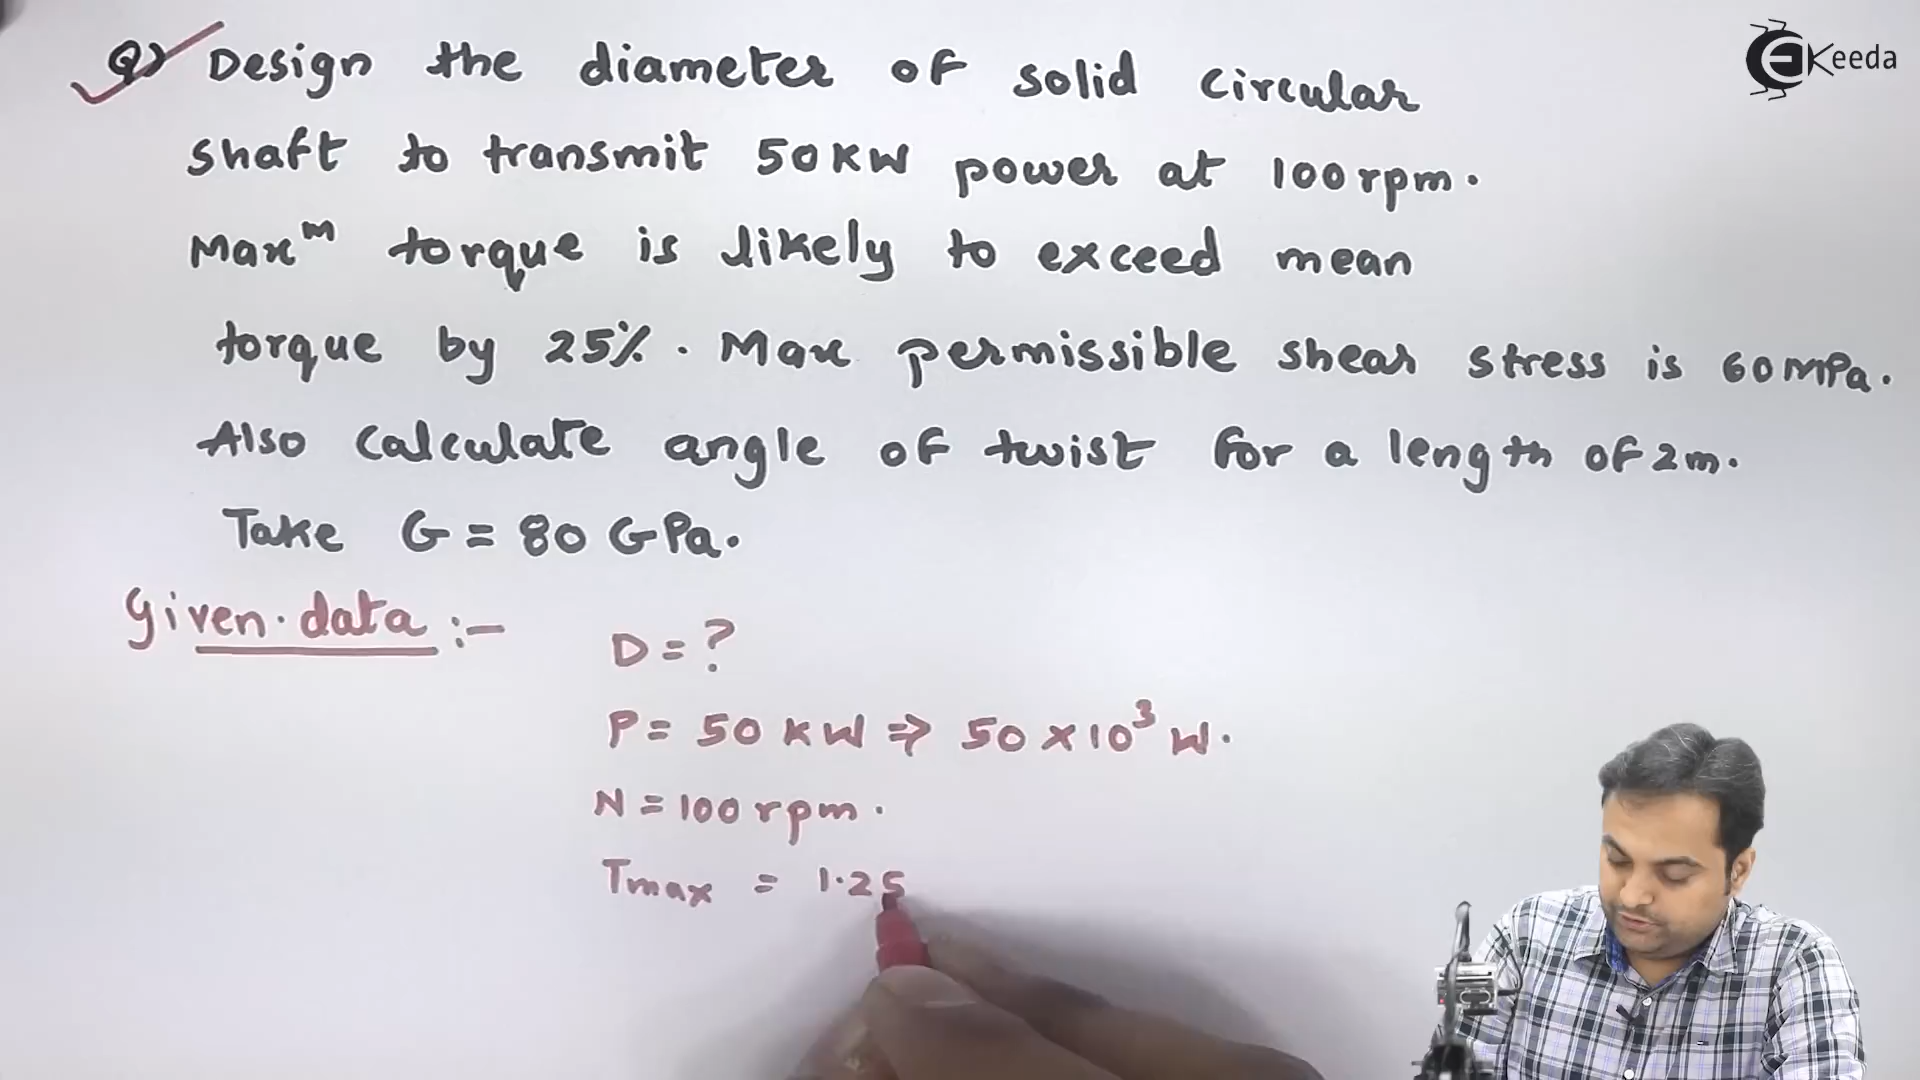 EKeeda
Q) Design the diameter of solid circular
shaft to transmit 50KW power at 100rpm.
Maxᵐ torque is likely to exceed mean
torque by 25%. Max permissible shear stress is 60MPa.
Also calculate angle of twist for a length of 2m.
Take G = 80 GPa.
Given data :-
D = ?
P = 50 KW ⇒ 50 × 10³ W.
N = 100 rpm.
Tmax = 1.25